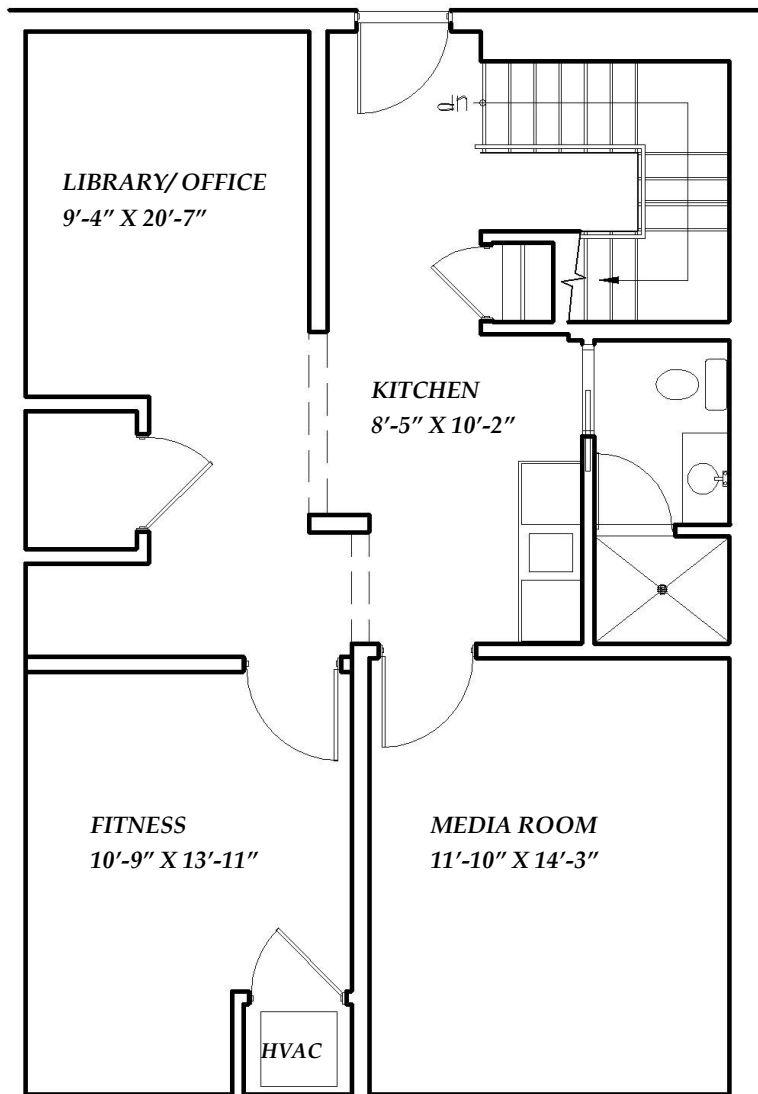 up
LIBRARY/ OFFICE
9’-4” X 20’-7”
KITCHEN
8’-5” X 10’-2”
FITNESS
10’-9” X 13’-11”
MEDIA ROOM
11’-10” X 14’-3”
HVAC